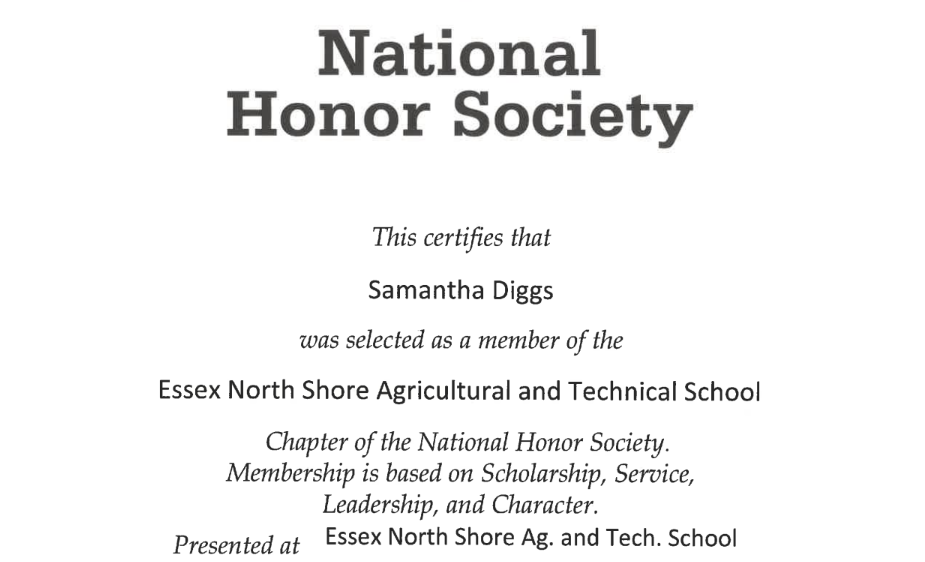 National
Honor Society
This certifies that
Samantha Diggs
was selected as a member of the
Essex North Shore Agricultural and Technical School
Chapter of the National Honor Society.
Membership is based on Scholarship, Service,
Leadership, and Character.
Presented at Essex North Shore Ag. and Tech. School